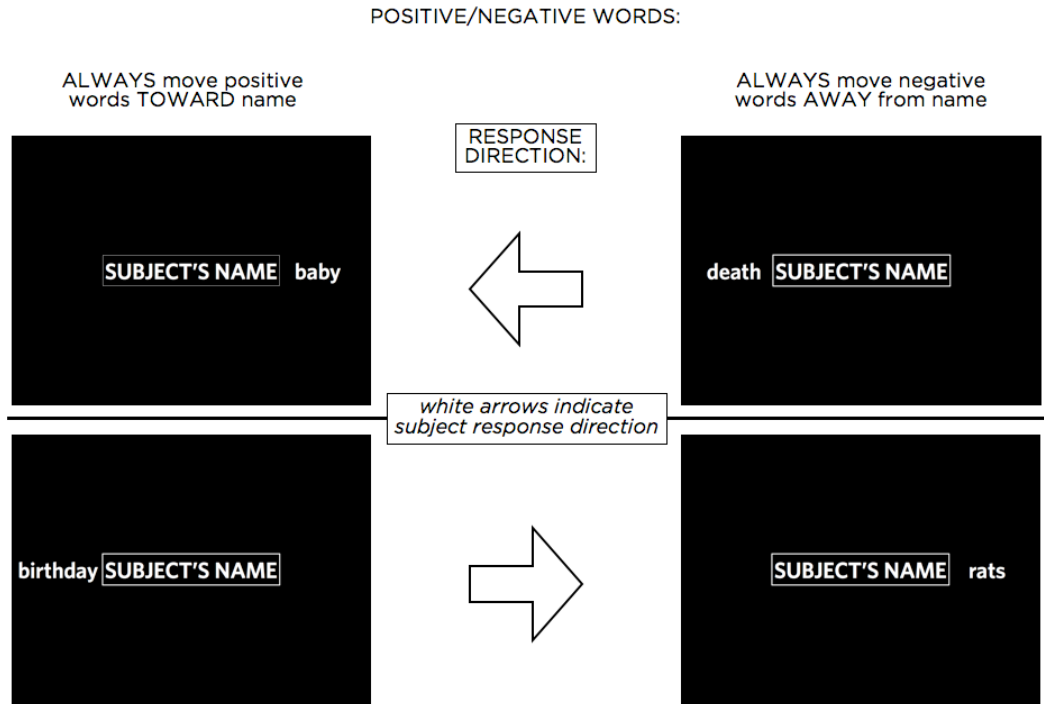 POSITIVE/NEGATIVE WORDS:
ALWAYS move positive
words TOWARD name
ALWAYS move negative
words AWAY from name
RESPONSE
DIRECTION:
SUBJECT'S NAME baby
death SUBJECT'S NAME
white arrows indicate
subject response direction
birthday SUBJECT'S NAME
SUBJECT'S NAME rats